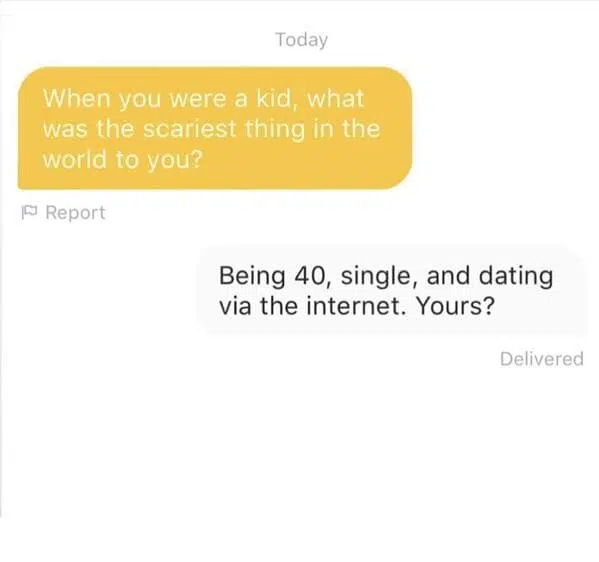 Today
When you were a kid, what
was the scariest thing in the
world to you?
Report
Being 40, single, and dating
via the internet. Yours?
Delivered